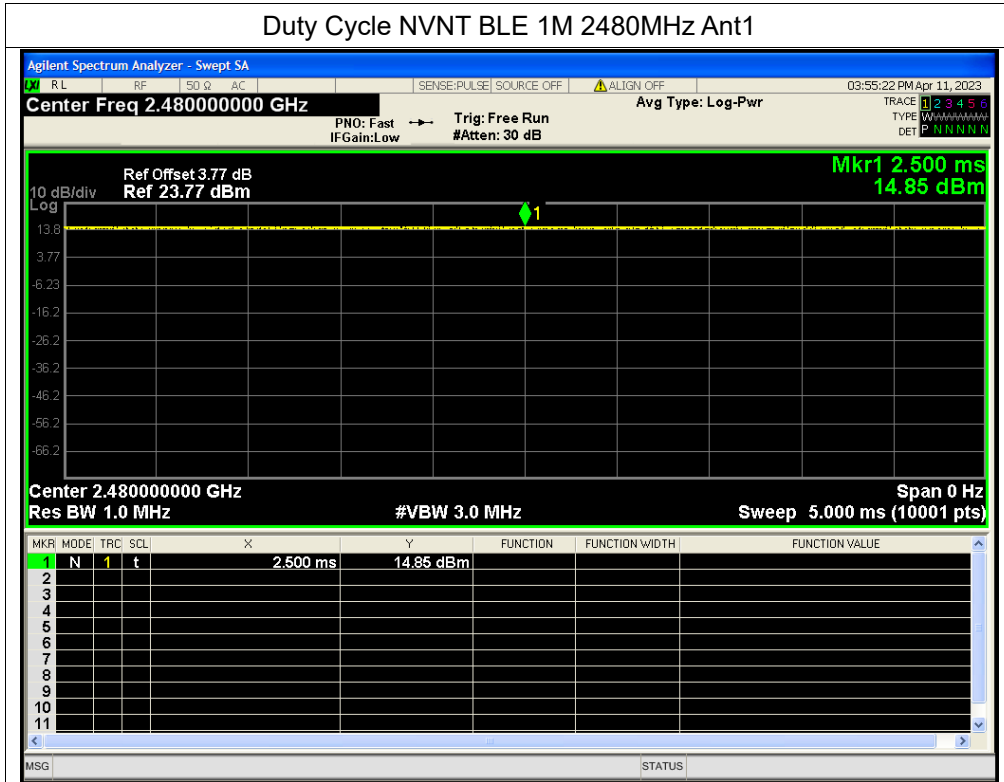 Duty Cycle NVNT BLE 1M 2480MHz Ant1
Agilent Spectrum Analyzer - Swept SA
LXI RL RF 50 Ω AC SENSE:PULSE SOURCE OFF ALIGN OFF 03:55:22 PM Apr 11, 2023
Center Freq 2.480000000 GHz Avg Type: Log-Pwr TRACE 1 2 3 4 5 6
PNO: Fast Trig: Free Run TYPE WWWWWW
IFGain:Low #Atten: 30 dB DET P N N N N N
Mkr1 2.500 ms
Ref Offset 3.77 dB
10 dB/div Ref 23.77 dBm 14.85 dBm
Log
1
13.8
3.77
-6.23
-16.2
-26.2
-36.2
-46.2
-56.2
-66.2
Center 2.480000000 GHz Span 0 Hz
Res BW 1.0 MHz #VBW 3.0 MHz Sweep 5.000 ms (10001 pts)
MKR MODE TRC SCL X Y FUNCTION FUNCTION WIDTH FUNCTION VALUE
1 N 1 t 2.500 ms 14.85 dBm
2
3
4
5
6
7
8
9
10
11
MSG STATUS